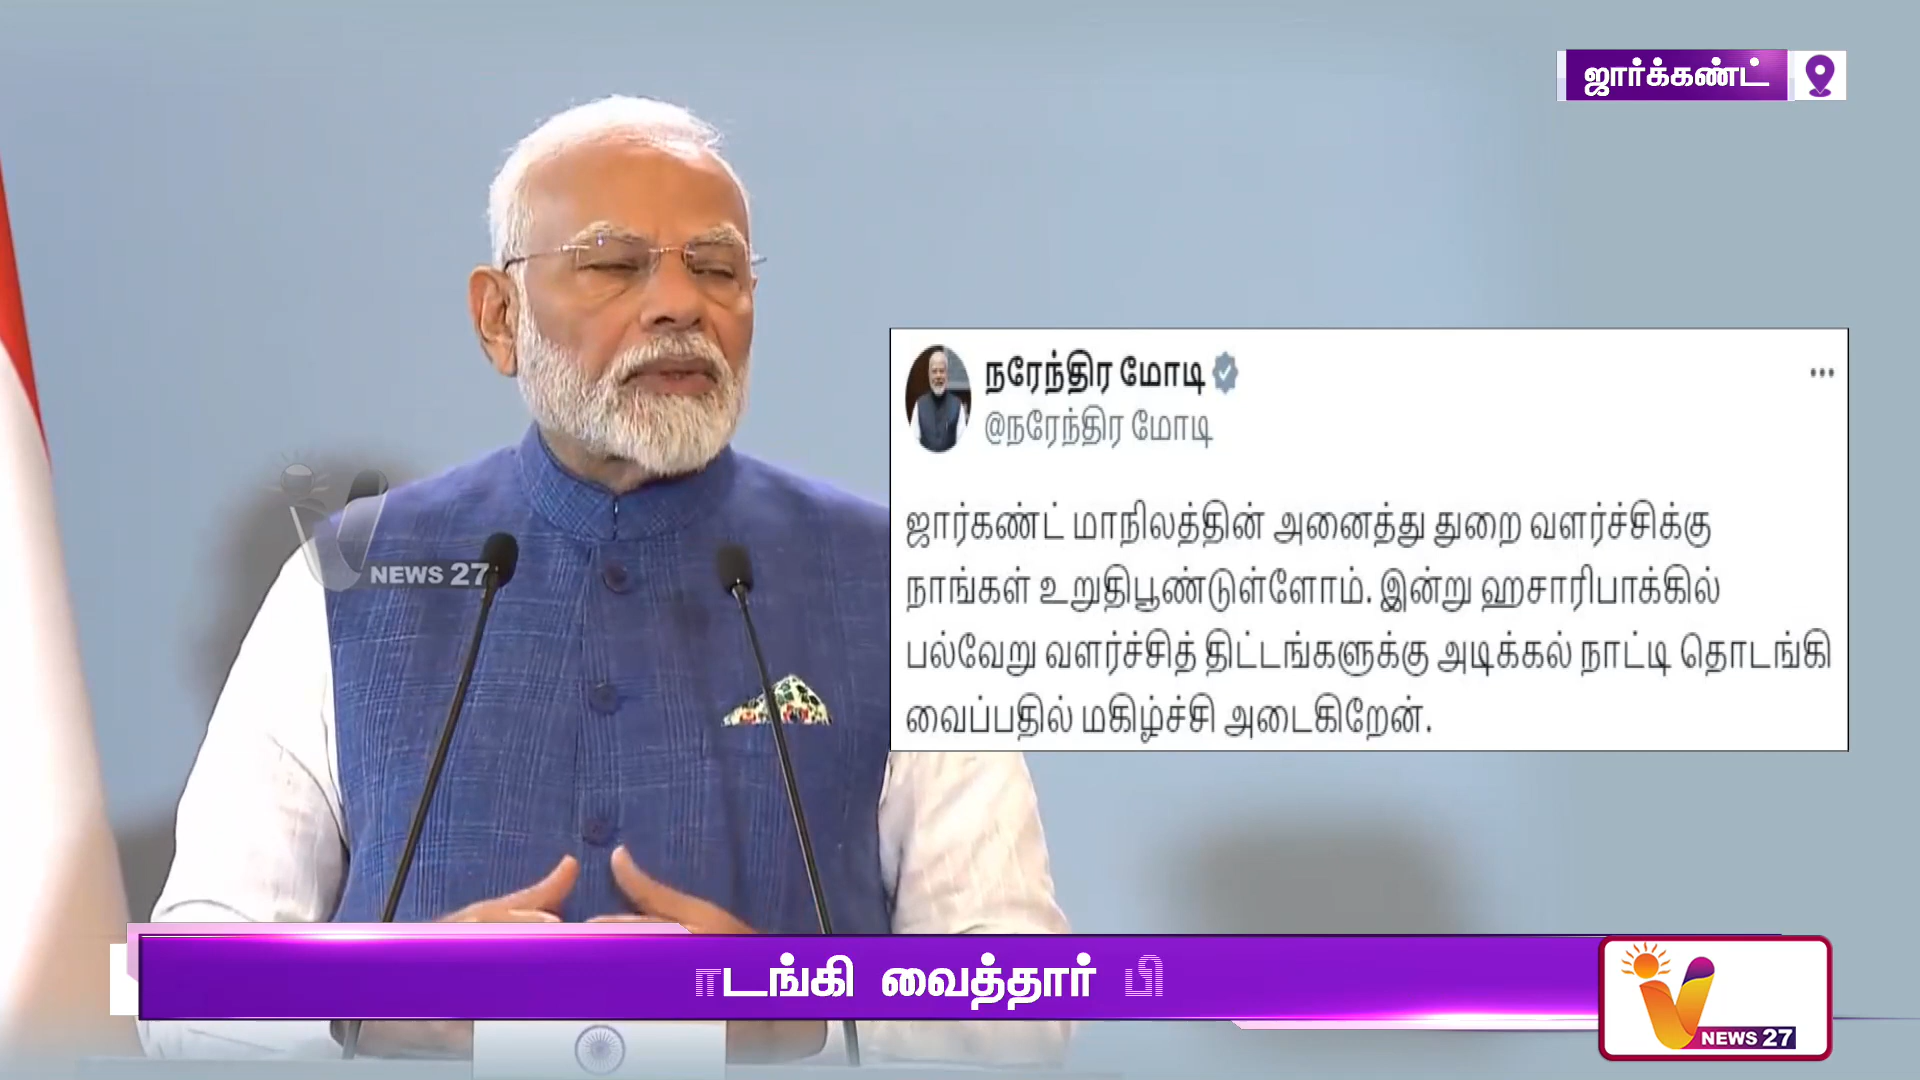 ஜார்க்கண்ட்
நரேந்திர மோடி
@நரேந்திர மோடி
ஜார்கண்ட் மாநிலத்தின் அனைத்து துறை வளர்ச்சிக்கு
நாங்கள் உறுதிபூண்டுள்ளோம். இன்று ஹசாரிபாக்கில்
பல்வேறு வளர்ச்சித் திட்டங்களுக்கு அடிக்கல் நாட்டி தொடங்கி
வைப்பதில் மகிழ்ச்சி அடைகிறேன்.
NEWS 27
வைத்தார்
NEWS 27